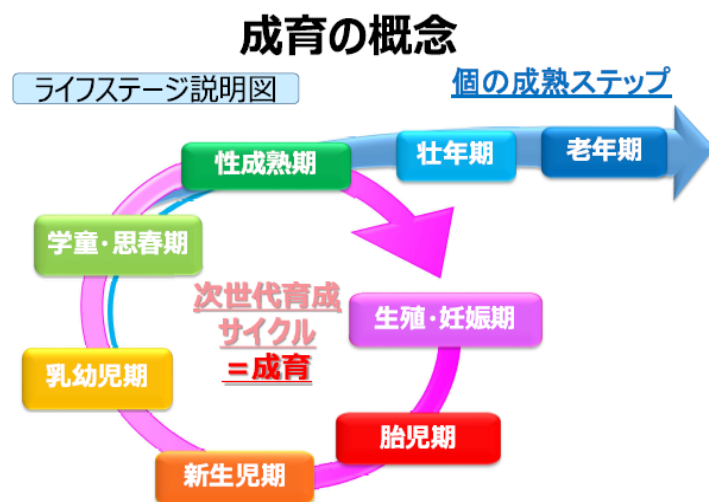 成育の概念
ライフステージ説明図
個の成熟ステップ
性成熟期
壮年期
老年期
学童・思春期
次世代育成
サイクル
＝成育
生殖・妊娠期
乳幼児期
胎児期
新生児期